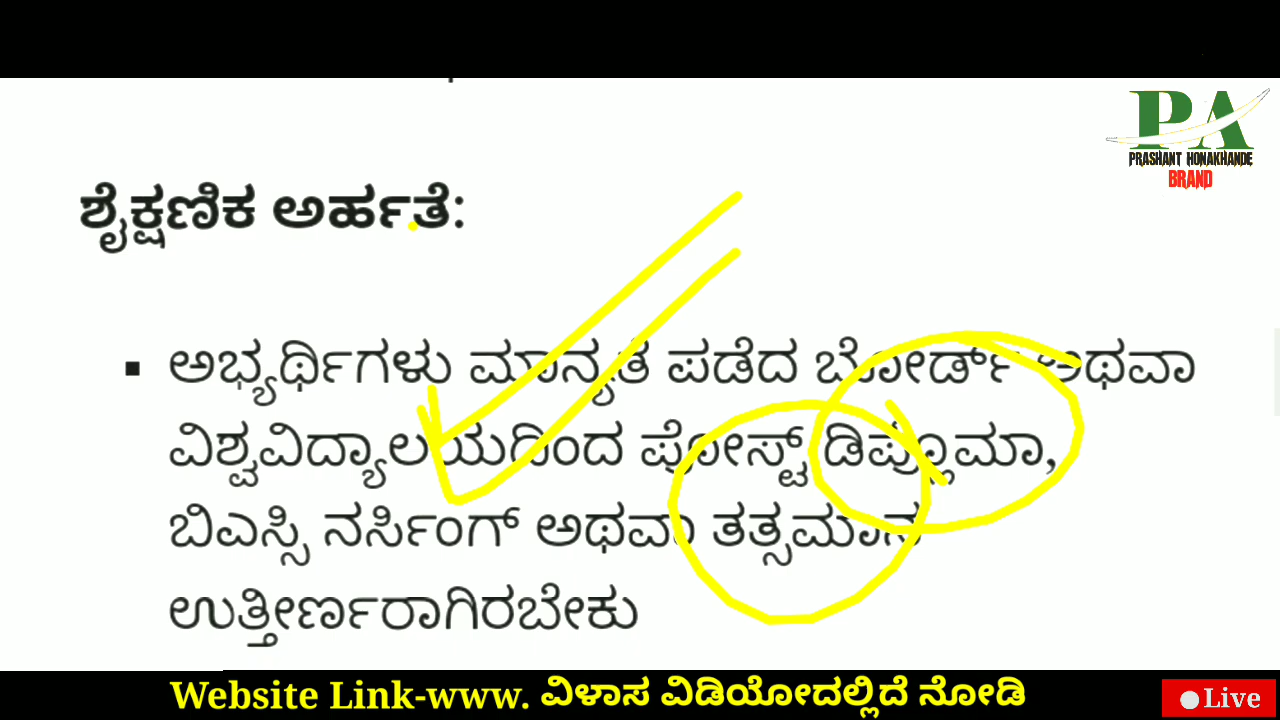 PA
PRASHANT HONAKHANDE
BRAND
ಶೈಕ್ಷಣಿಕ ಅರ್ಹತೆ:
▪ ಅಭ್ಯರ್ಥಿಗಳು ಮಾನ್ಯತೆ ಪಡೆದ ಬೋರ್ಡ್ ಅಥವಾ
ವಿಶ್ವವಿದ್ಯಾಲಯದಿಂದ ಪೋಸ್ಟ್ ಡಿಪ್ಲೊಮಾ,
ಬಿಎಸ್ಸಿ ನರ್ಸಿಂಗ್ ಅಥವಾ ತತ್ಸಮಾನ
ಉತ್ತೀರ್ಣರಾಗಿರಬೇಕು
Website Link-www. ವಿಳಾಸ ವಿಡಿಯೋದಲ್ಲಿದೆ ನೋಡಿ
Live